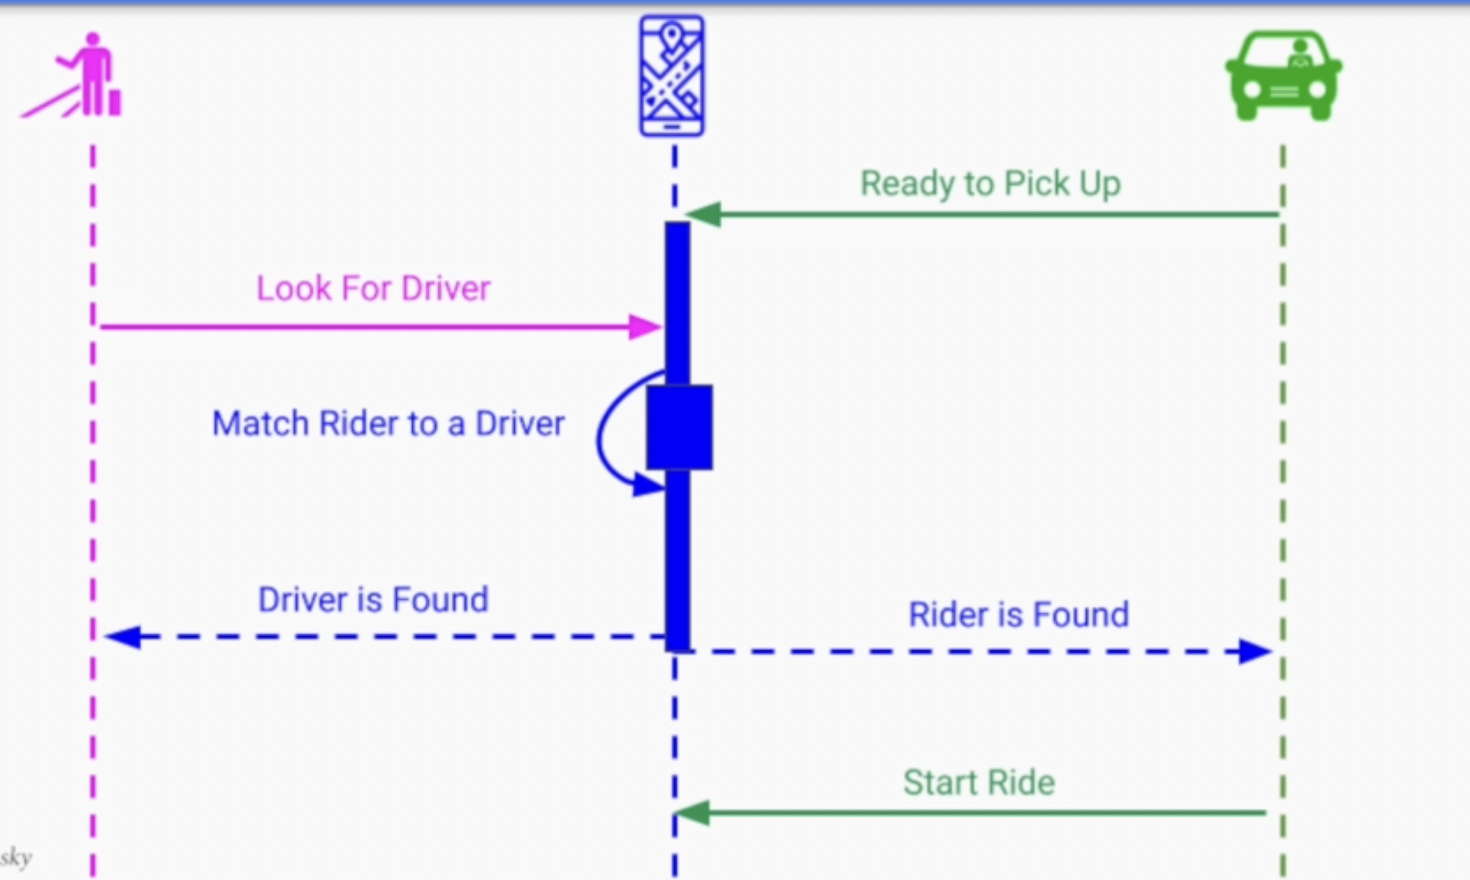 Ready to Pick Up
Look For Driver
Match Rider to a Driver
Driver is Found
Rider is Found
Start Ride
sky